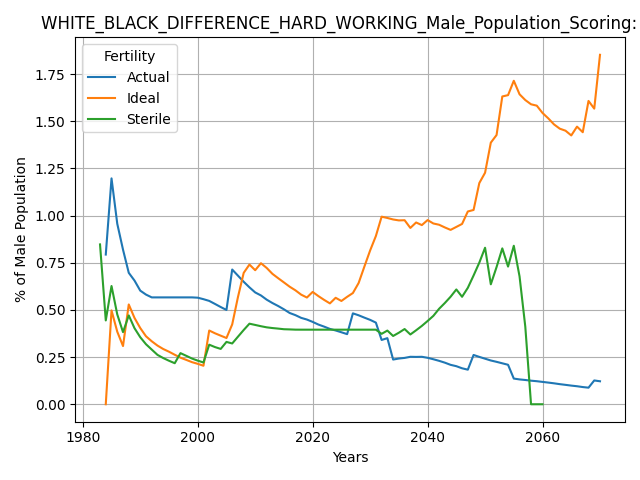 WHITE_BLACK_DIFFERENCE_HARD_WORKING_Male_Population_Scoring:
Fertility
Actual
Ideal
Sterile
% of Male Population
1.75
1.50
1.25
1.00
0.75
0.50
0.25
0.00
1980 2000 2020 2040 2060
Years